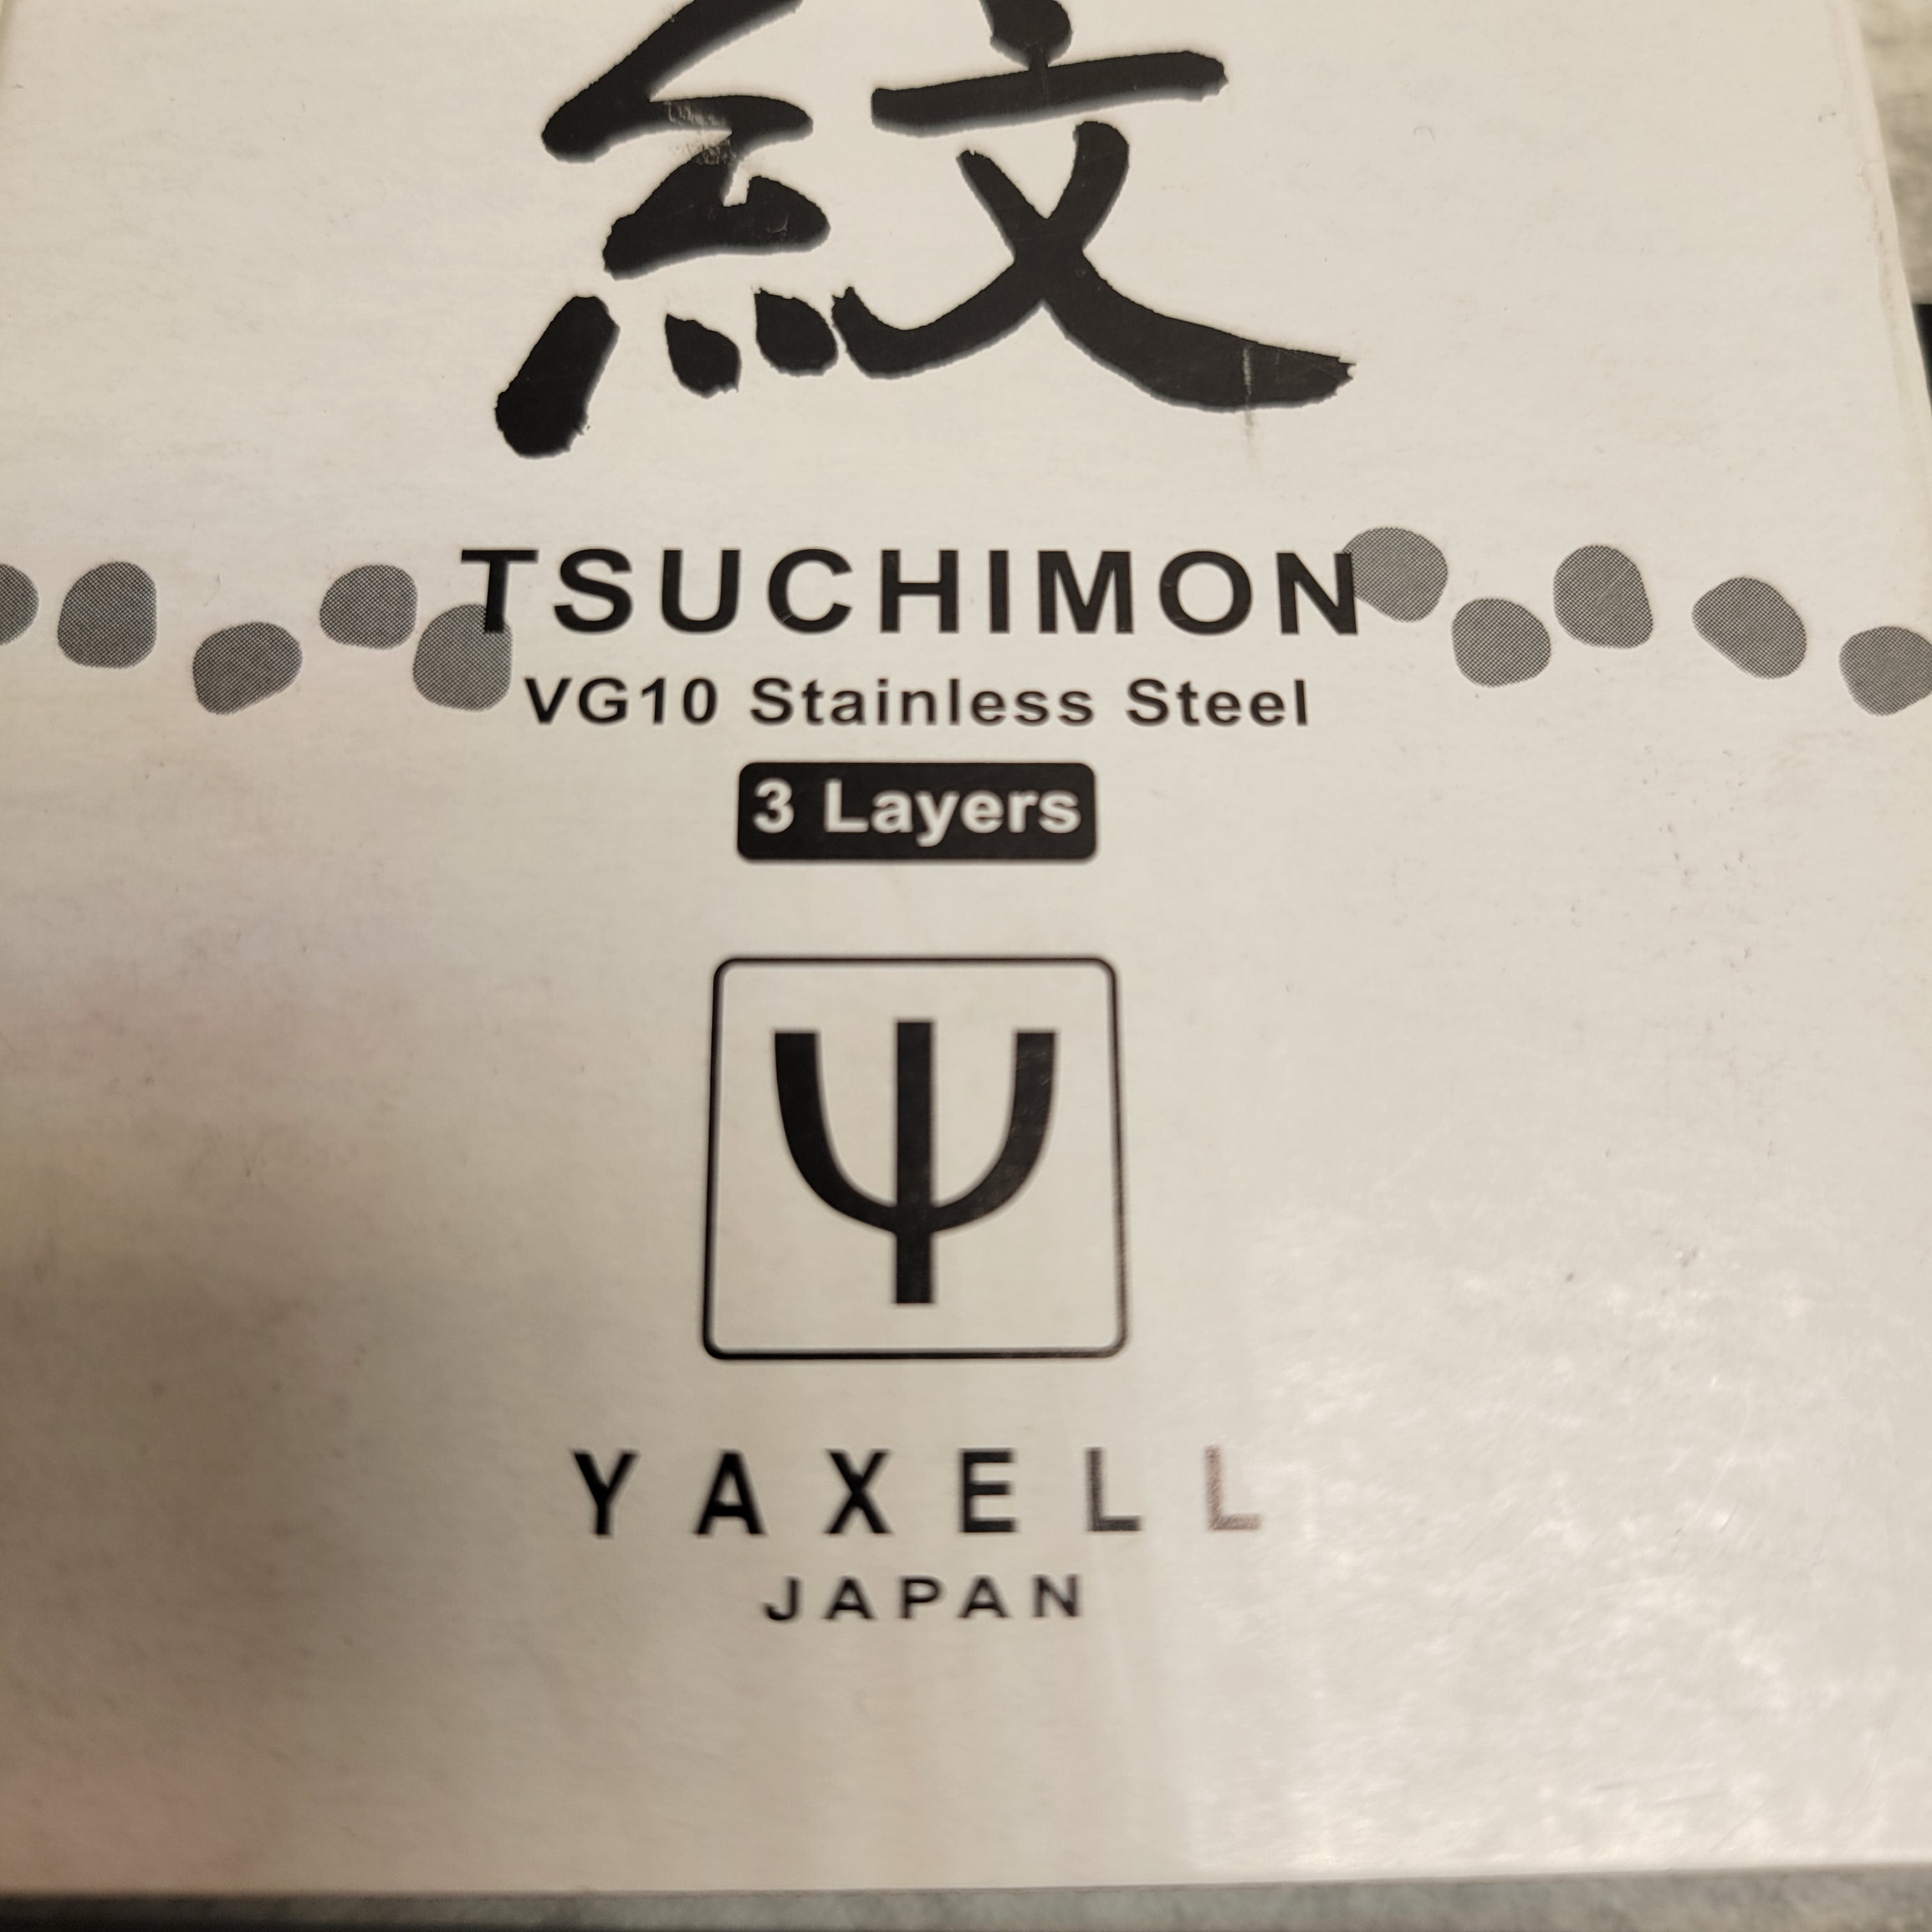 紋
TSUCHIMON
VG10 Stainless Steel
3 Layers
Ψ
YAXELL
JAPAN